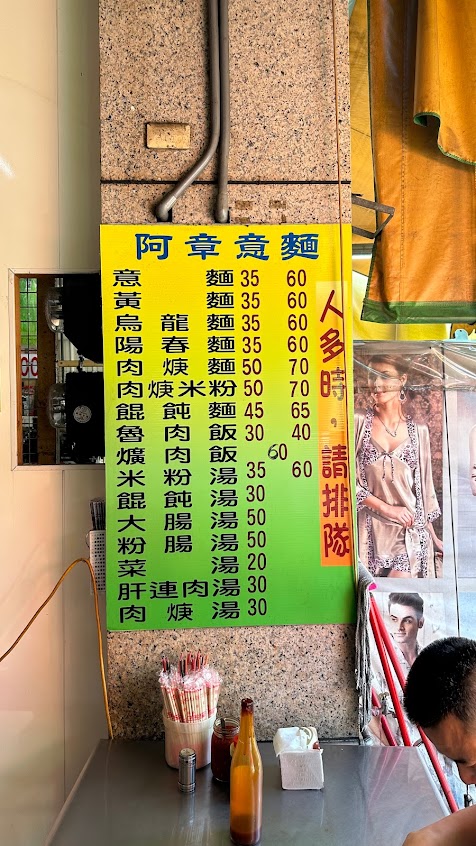 阿章意麵
意麵 35 60
黃麵 35 60
烏龍麵 35 60
陽春麵 35 60
肉焿麵 50 70
肉焿米粉 50 70
餛飩麵 45 65
魯肉飯 30 40
爌肉飯 60
米粉湯 35 60
餛飩湯 30
大腸湯 50
粉腸湯 50
菜湯 20
肝連肉湯 30
肉焿湯 30
人多時，請排隊